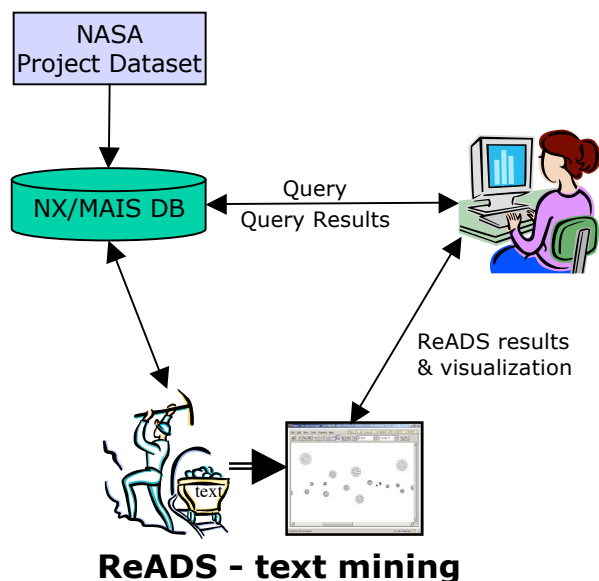 NASA
Project Dataset
NX/MAIS DB
Query
Query Results
ReADS results
& visualization
text
ReADS - text mining